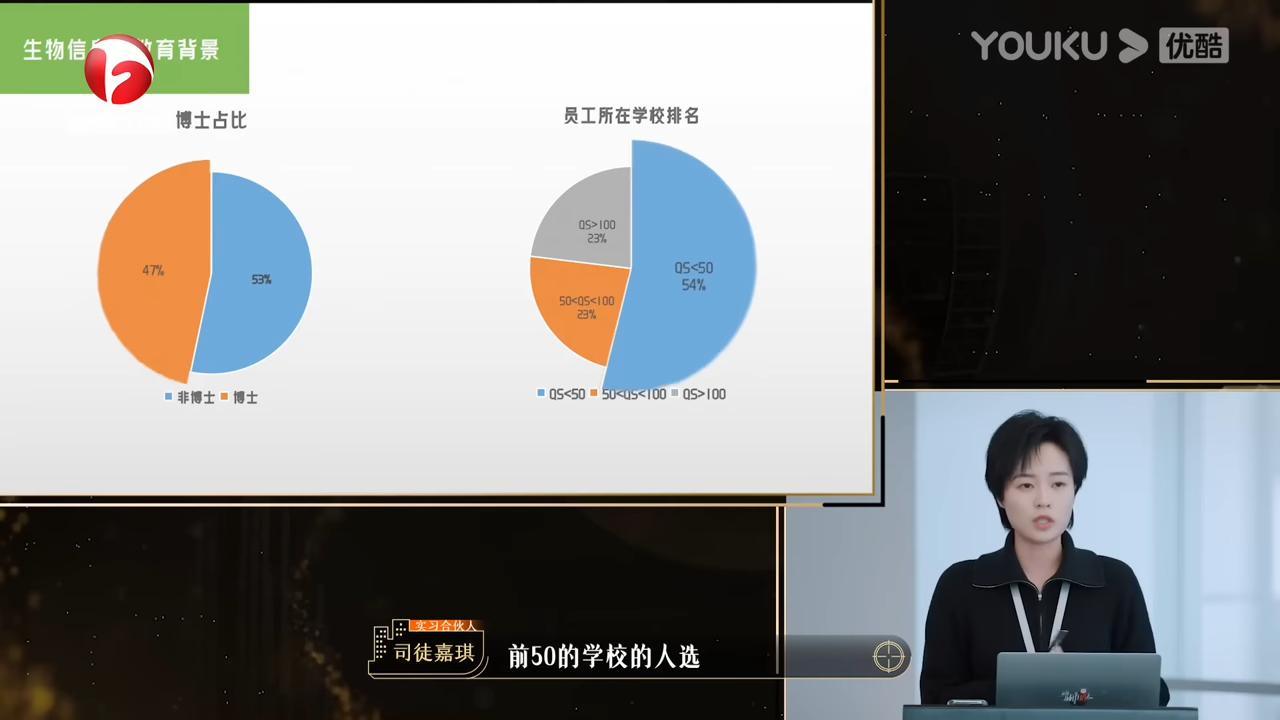 生物信息 教育背景
YOUKU 优酷
博士占比
员工所在学校排名
47%
53%
QS>100
23%
QS<50
54%
50<QS<100
23%
非博士 博士
QS<50 50<QS<100 QS>100
实习合伙人
司徒嘉琪
前50的学校的人选